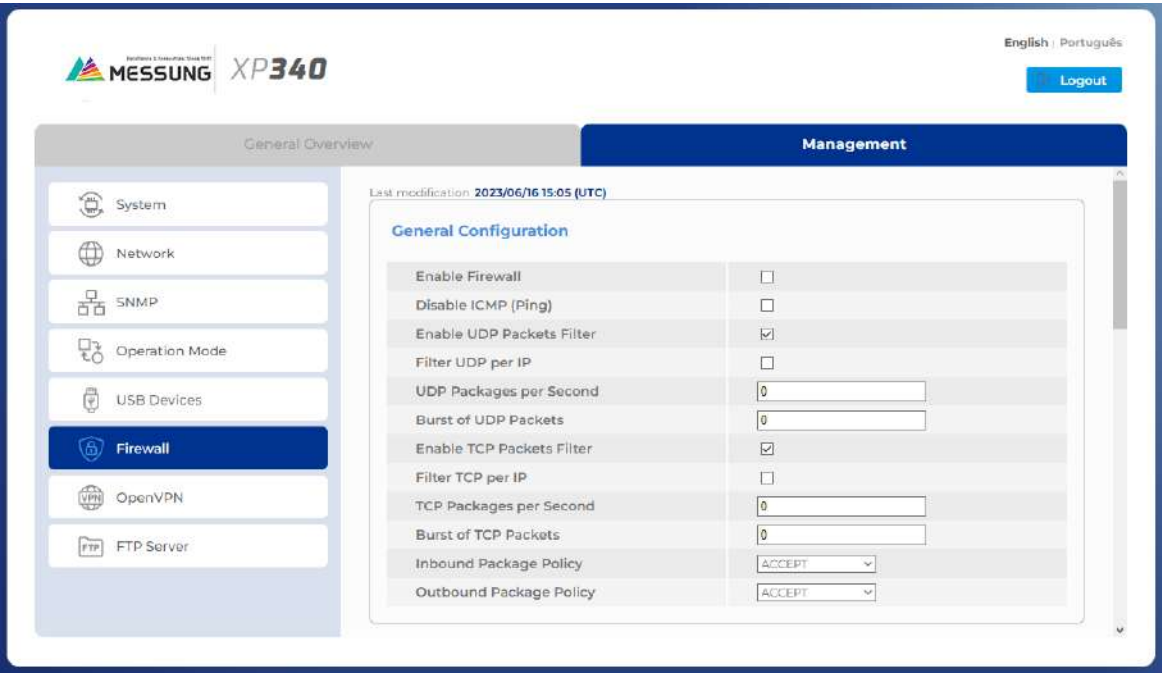 English | Português
MESSUNG XP340
Logout
General Overview
Management
System
Network
SNMP
Operation Mode
USB Devices
Firewall
VPN
OpenVPN
FTP
FTP Server
Last modification 2023/06/16 15:05 (UTC)
General Configuration
Enable Firewall
Disable ICMP (Ping)
Enable UDP Packets Filter
Filter UDP per IP
UDP Packages per Second 0
Burst of UDP Packets 0
Enable TCP Packets Filter
Filter TCP per IP
TCP Packages per Second 0
Burst of TCP Packets 0
Inbound Package Policy ACCEPT
Outbound Package Policy ACCEPT